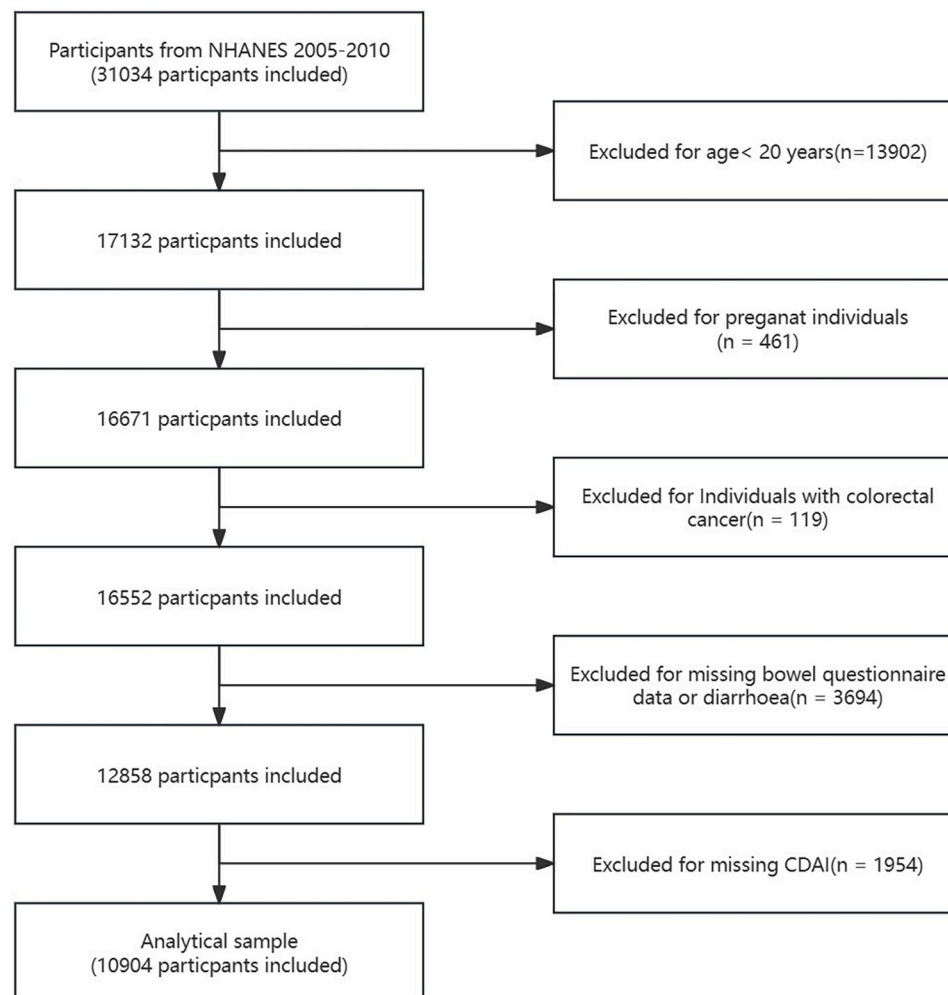 Participants from NHANES 2005-2010
(31034 particpants included)
Excluded for age< 20 years(n=13902)
17132 particpants included
Excluded for preganat individuals
(n = 461)
16671 particpants included
Excluded for Individuals with colorectal
cancer(n = 119)
16552 particpants included
Excluded for missing bowel questionnaire
data or diarrhoea(n = 3694)
12858 particpants included
Excluded for missing CDAI(n = 1954)
Analytical sample
(10904 particpants included)